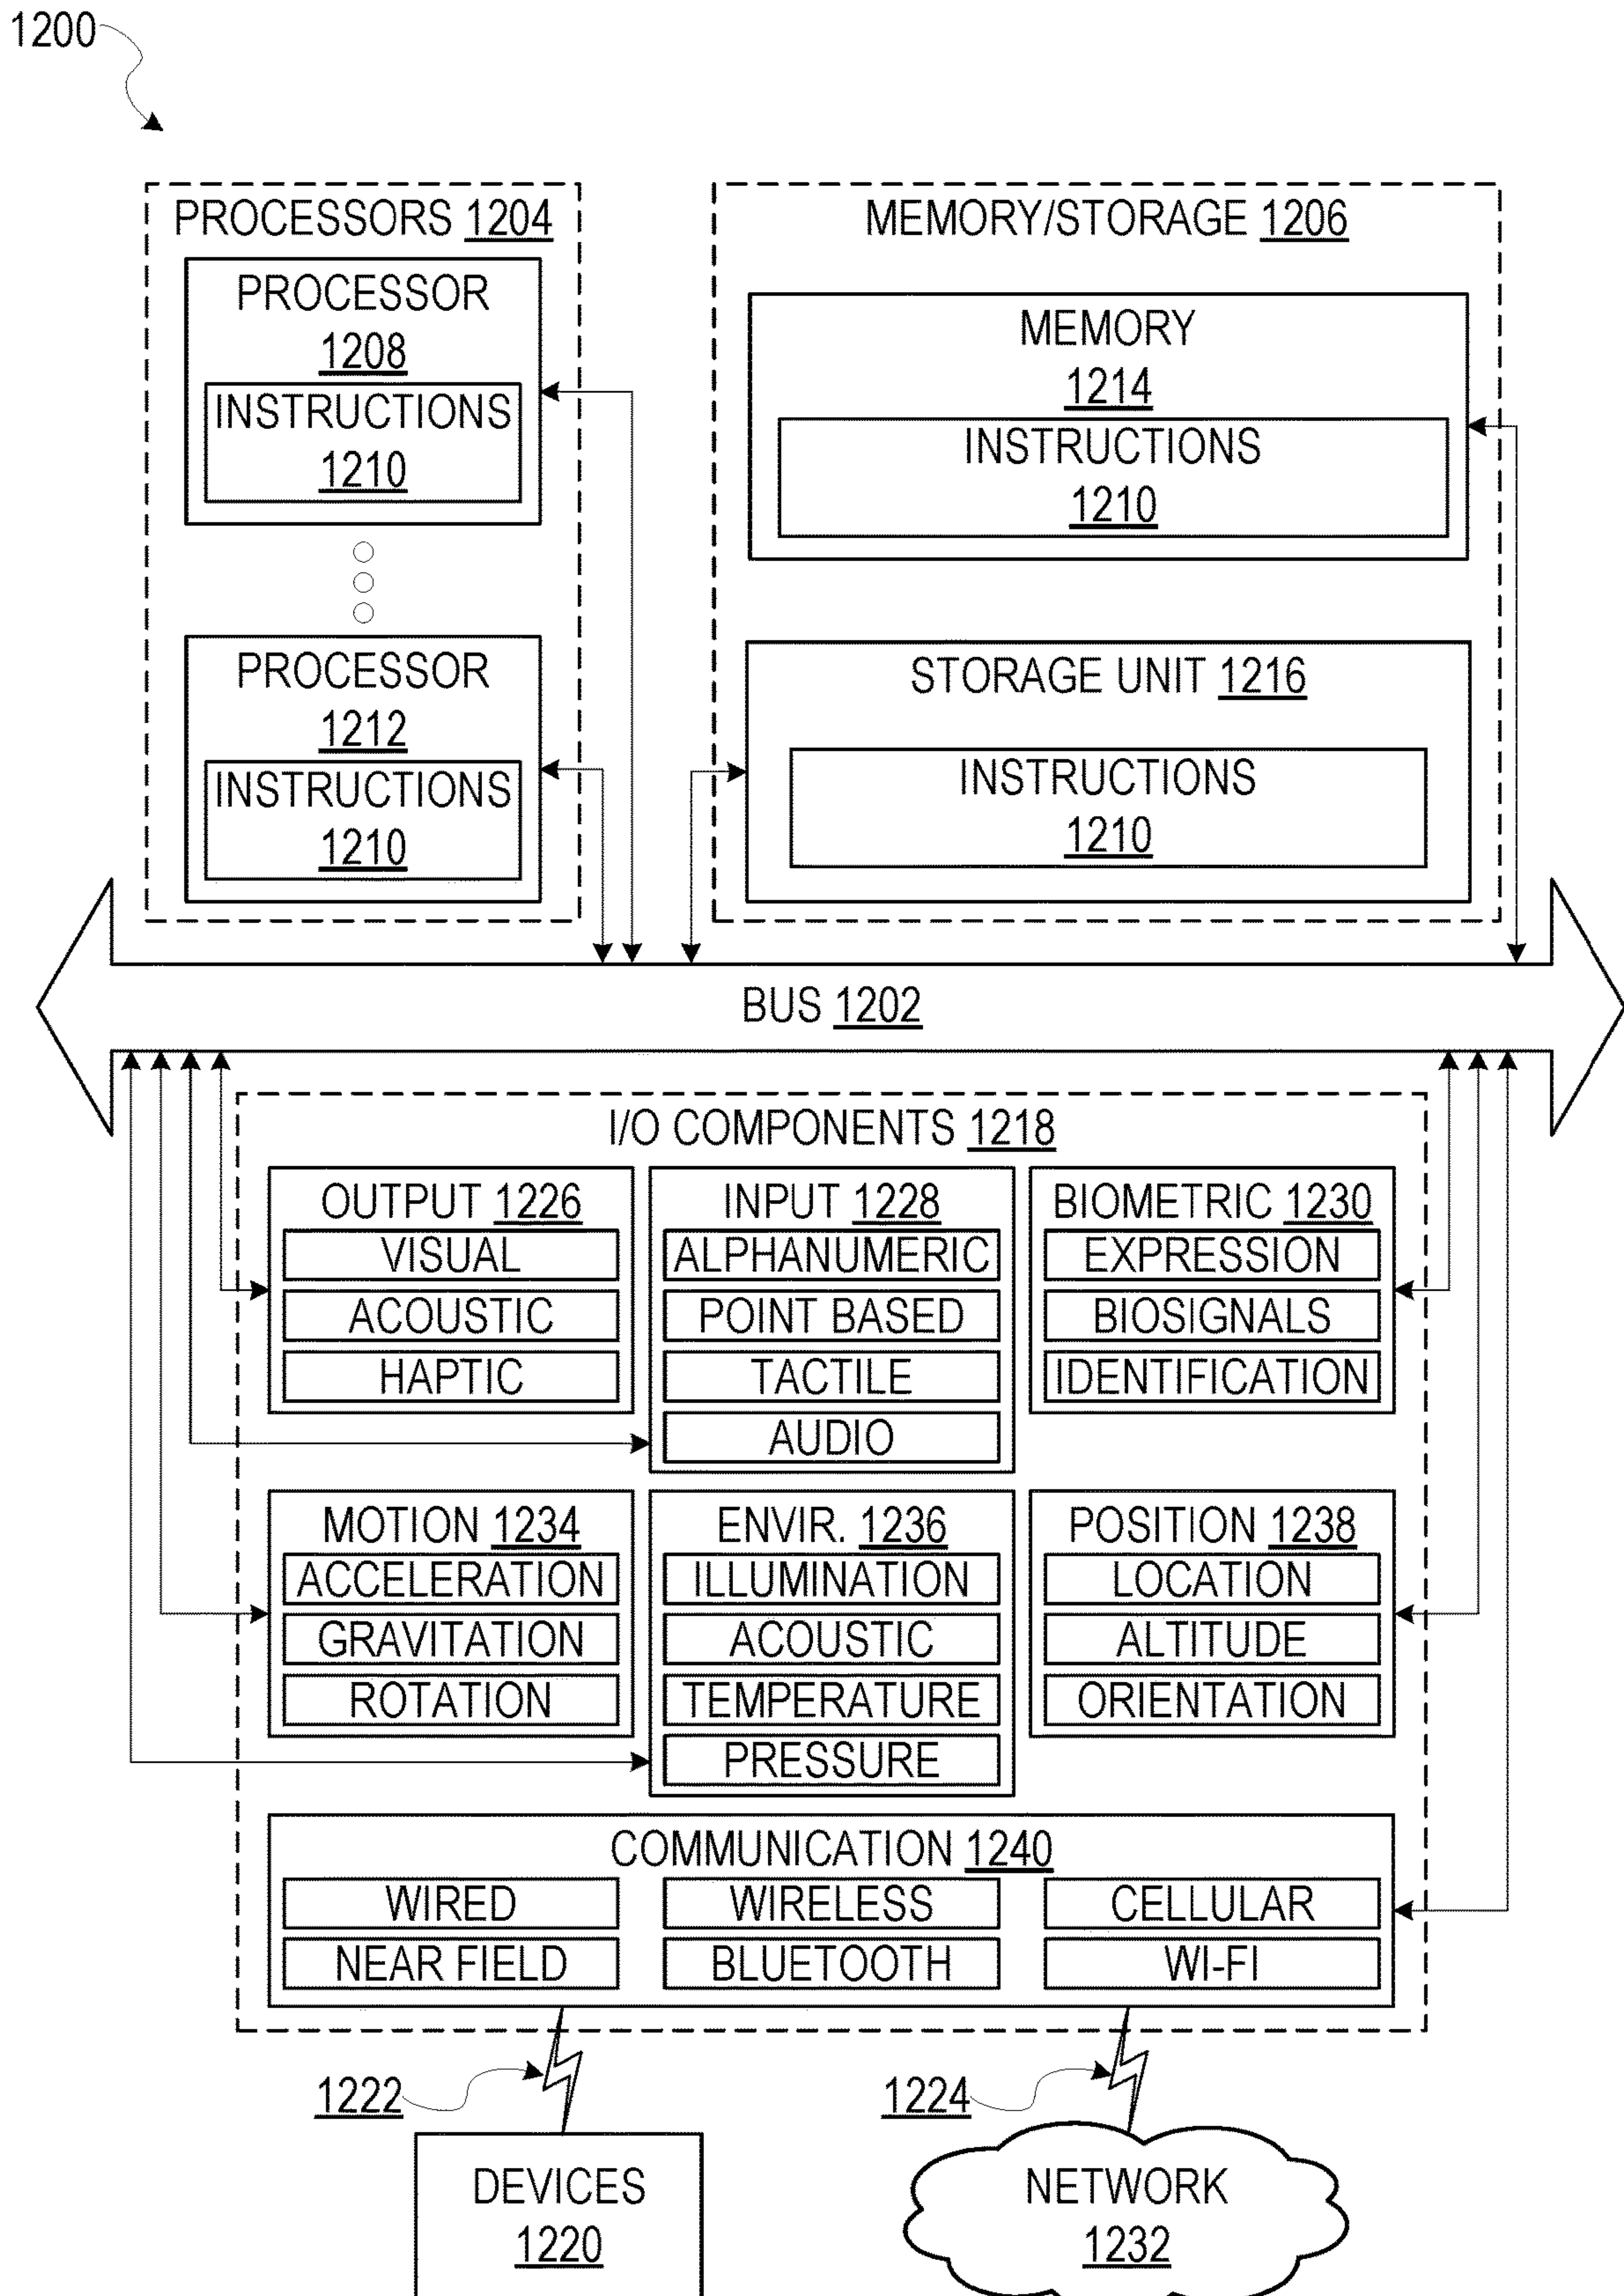 1200
PROCESSORS 1204
PROCESSOR
1208
INSTRUCTIONS
1210
PROCESSOR
1212
INSTRUCTIONS
1210
MEMORY/STORAGE 1206
MEMORY
1214
INSTRUCTIONS
1210
STORAGE UNIT 1216
INSTRUCTIONS
1210
BUS 1202
I/O COMPONENTS 1218
OUTPUT 1226
VISUAL
ACOUSTIC
HAPTIC
INPUT 1228
ALPHANUMERIC
POINT BASED
TACTILE
AUDIO
BIOMETRIC 1230
EXPRESSION
BIOSIGNALS
IDENTIFICATION
MOTION 1234
ACCELERATION
GRAVITATION
ROTATION
ENVIR. 1236
ILLUMINATION
ACOUSTIC
TEMPERATURE
PRESSURE
POSITION 1238
LOCATION
ALTITUDE
ORIENTATION
COMMUNICATION 1240
WIRED
WIRELESS
CELLULAR
NEAR FIELD
BLUETOOTH
WI-FI
1222
1224
DEVICES
1220
NETWORK
1232